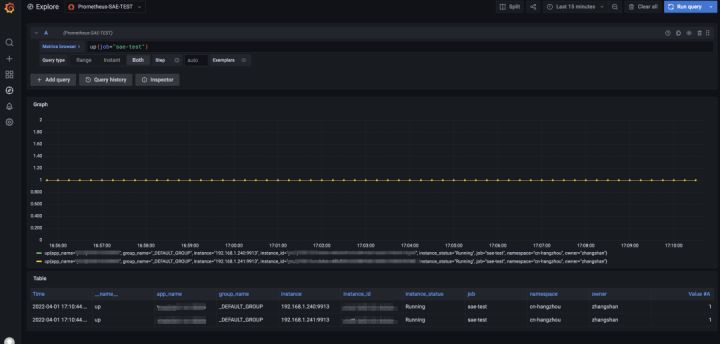 Explore Prometheus-SAE-TEST Split Last 15 minutes Clear all Run query
A (Prometheus-SAE-TEST)
Metrics browser > up{job="sae-test"}
Query type Range Instant Both Step auto Exemplars
+ Add query Query history Inspector
Graph
2
1.80
1.60
1.40
1.20
1
0.800
0.600
0.400
0.200
0
16:56:00 16:57:00 16:58:00 16:59:00 17:00:00 17:01:00 17:02:00 17:03:00 17:04:00 17:05:00 17:06:00 17:07:00 17:08:00 17:09:00 17:10:00
up{app_name="", group_name="_DEFAULT_GROUP", instance="192.168.1.240:9913", instance_id="", instance_status="Running", job="sae-test", namespace="cn-hangzhou", owner="zhangshan"}
up{app_name="", group_name="_DEFAULT_GROUP", instance="192.168.1.241:9913", instance_id="", instance_status="Running", job="sae-test", namespace="cn-hangzhou", owner="zhangshan"}
Table
Time __name__ app_name group_name instance instance_id instance_status job namespace owner Value #A
2022-04-01 17:10:44... up _DEFAULT_GROUP 192.168.1.240:9913 Running sae-test cn-hangzhou zhangshan 1
2022-04-01 17:10:44... up _DEFAULT_GROUP 192.168.1.241:9913 Running sae-test cn-hangzhou zhangshan 1